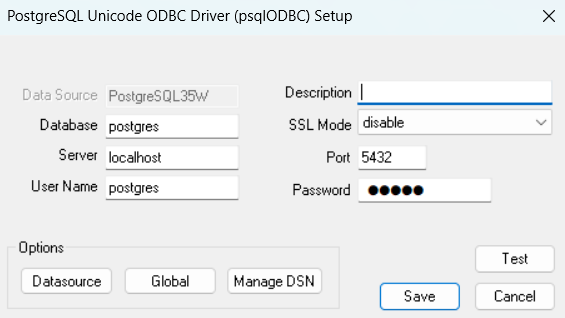 PostgreSQL Unicode ODBC Driver (psqlODBC) Setup
Data Source PostgreSQL35W Description
Database postgres SSL Mode disable
Server localhost Port 5432
User Name postgres Password ●●●●●
Options
Datasource Global Manage DSN
Test
Save Cancel